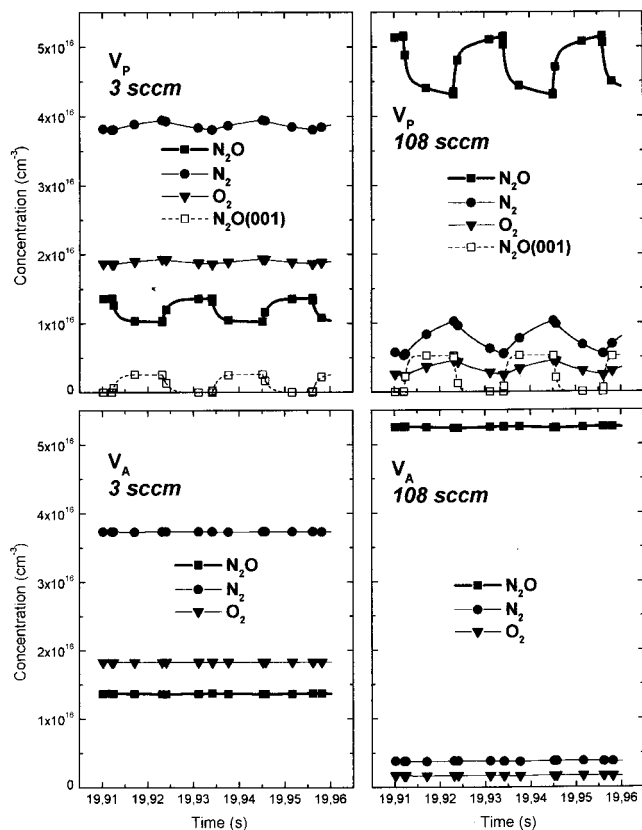 5x10¹⁶
4x10¹⁶
3x10¹⁶
2x10¹⁶
1x10¹⁶
0
Concentration (cm⁻³)
V_P
3 sccm
N₂O
N₂
O₂
N₂O(001)
V_P
108 sccm
N₂O
N₂
O₂
N₂O(001)
5x10¹⁶
4x10¹⁶
3x10¹⁶
2x10¹⁶
1x10¹⁶
0
Concentration (cm⁻³)
V_A
3 sccm
N₂O
N₂
O₂
V_A
108 sccm
N₂O
N₂
O₂
19,91 19,92 19,93 19,94 19,95 19,96
Time (s)
19,91 19,92 19,93 19,94 19,95 19,96
Time (s)